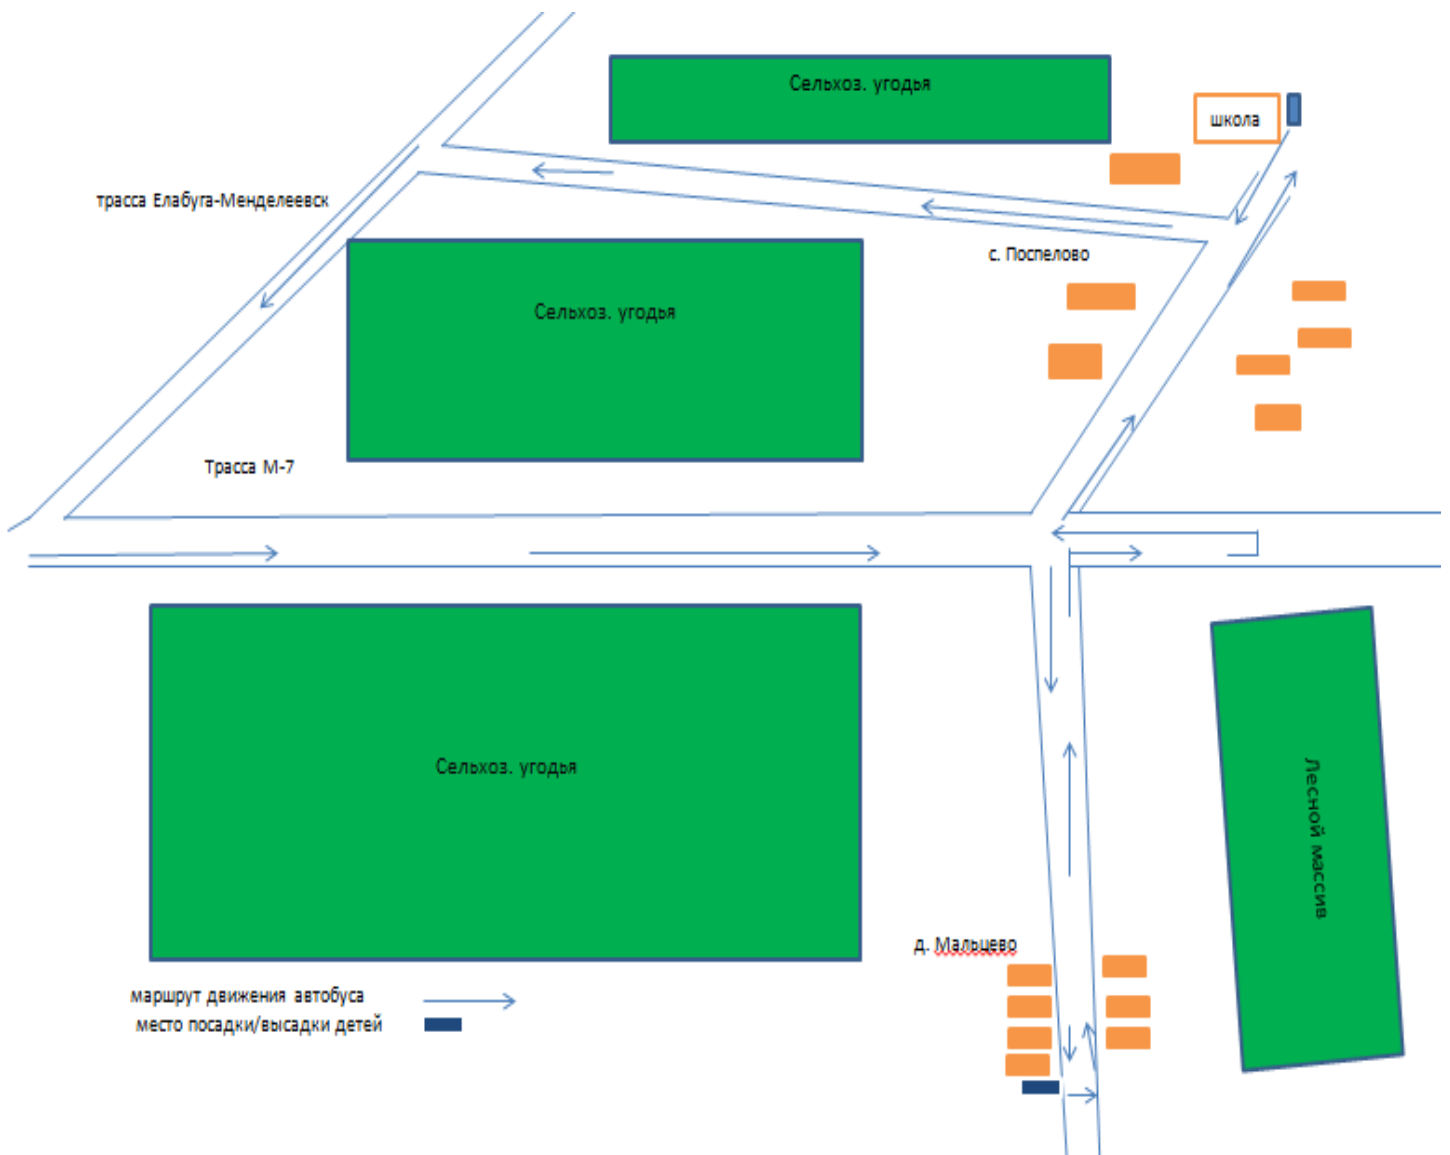 Сельхоз. угодья
школа
трасса Елабуга-Менделеевск
с. Поспелово
Сельхоз. угодья
Трасса М-7
Сельхоз. угодья
Лесной массив
д. Мальцево
маршрут движения автобуса
место посадки/высадки детей